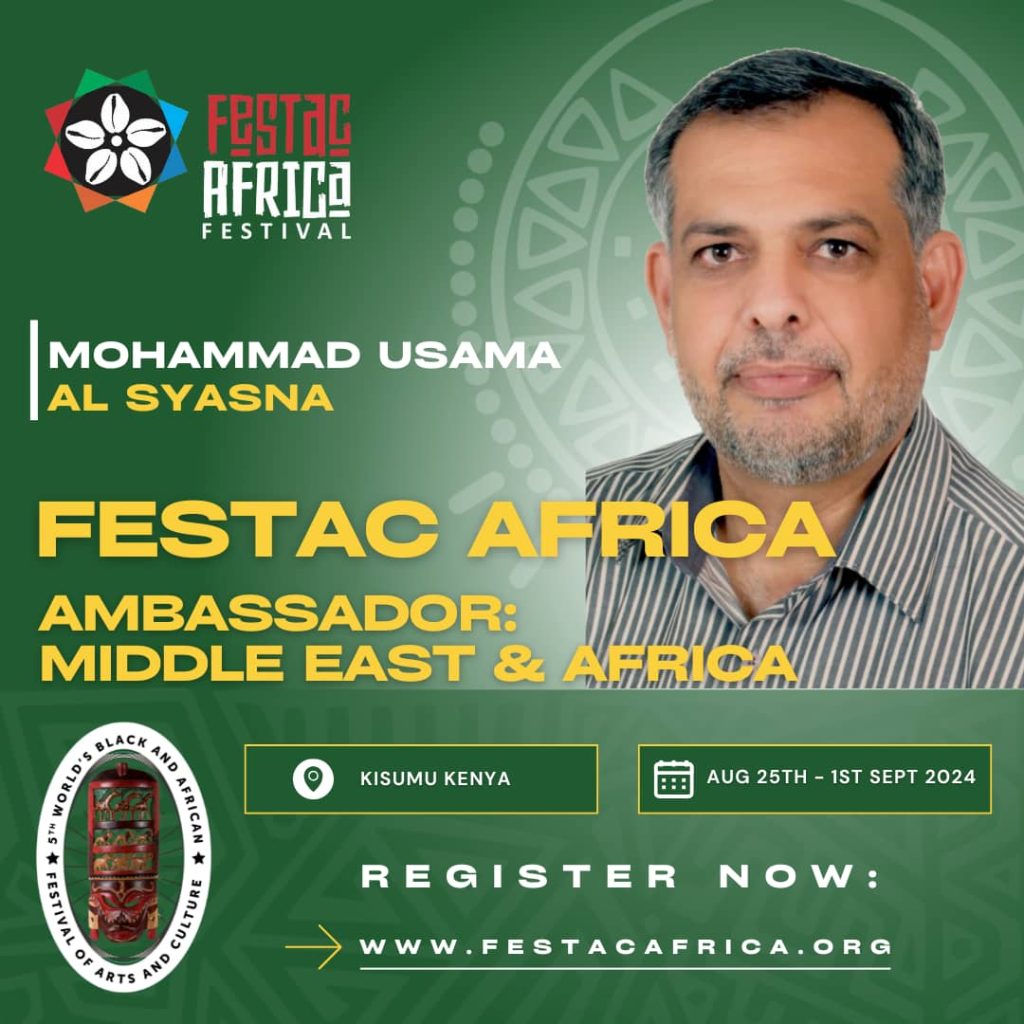 FESTAC
AFRICA
FESTIVAL
MOHAMMAD USAMA
AL SYASNA
FESTAC AFRICA
AMBASSADOR:
MIDDLE EAST & AFRICA
5TH WORLD'S BLACK AND AFRICAN
FESTIVAL OF ARTS AND CULTURE
KISUMU KENYA
AUG 25TH - 1ST SEPT 2024
REGISTER NOW:
WWW.FESTACAFRICA.ORG